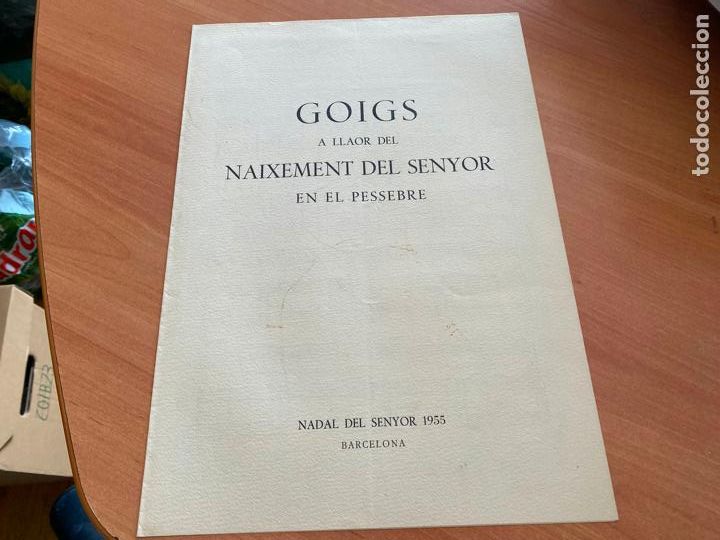 GOIGS
A LLAOR DEL
NAIXEMENT DEL SENYOR
EN EL PESSEBRE
NADAL DEL SENYOR 1955
BARCELONA
todocoleccion